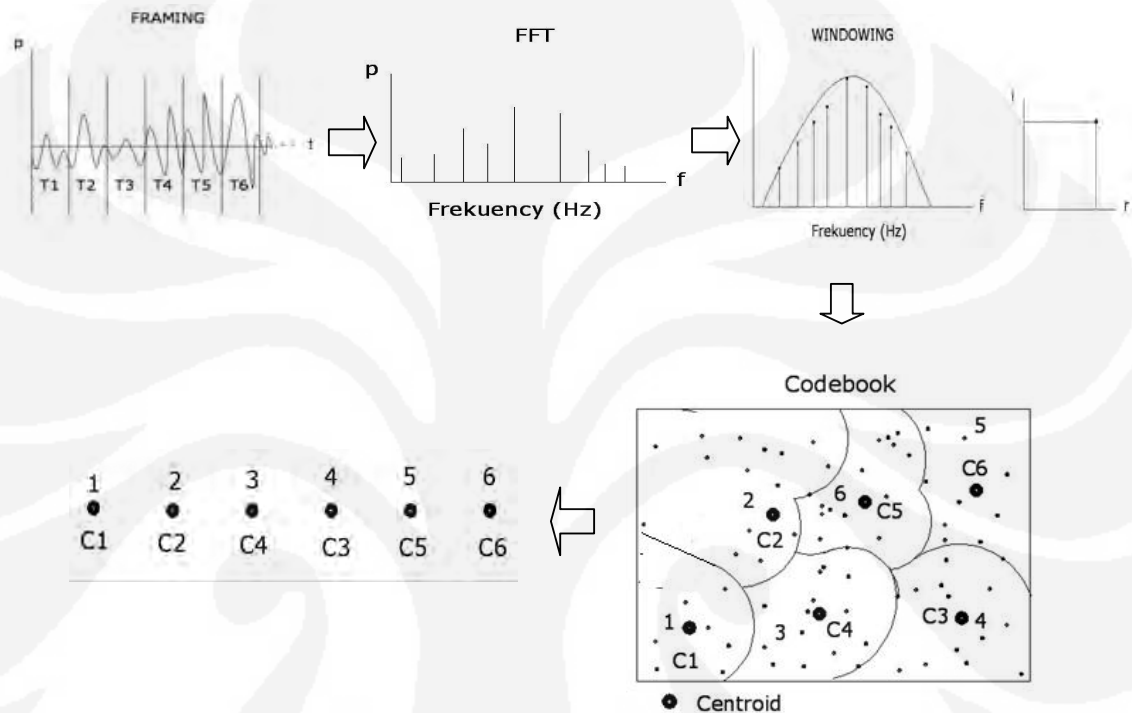 FRAMING
p
t
T1 T2 T3 T4 T5 T6
FFT
p
f
Frekuency (Hz)
WINDOWING
f
Frekuency (Hz)
i
r
Codebook
5
C6
2
C2
6
C5
1
C1
3
C4
C3
4
Centroid
1 2 3 4 5 6
C1 C2 C4 C3 C5 C6